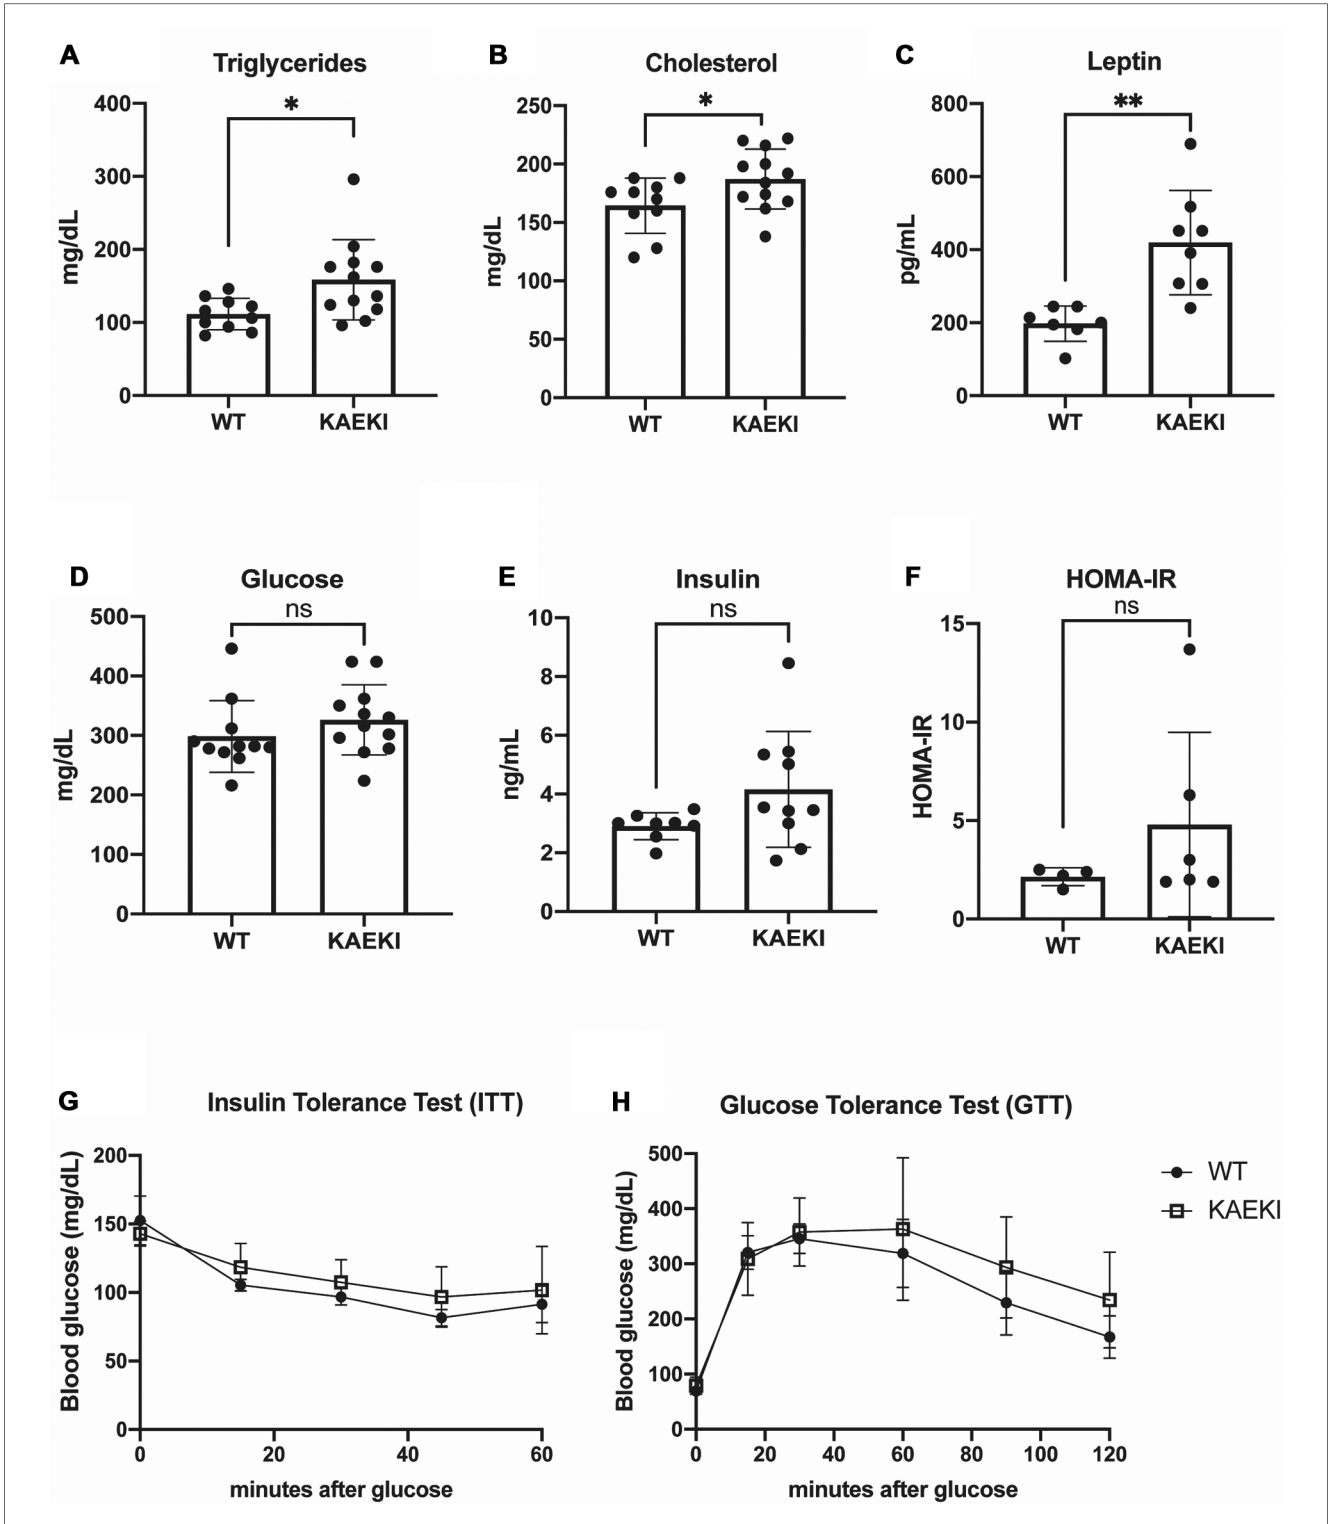 A
Triglycerides
*
mg/dL
400
300
200
100
0
WT KAEKI
B
Cholesterol
*
mg/dL
250
200
150
100
50
0
WT KAEKI
C
Leptin
**
pg/mL
800
600
400
200
0
WT KAEKI
D
Glucose
ns
mg/dL
500
400
300
200
100
0
WT KAEKI
E
Insulin
ns
ng/mL
10
8
6
4
2
0
WT KAEKI
F
HOMA-IR
ns
HOMA-IR
15
10
5
0
WT KAEKI
G
Insulin Tolerance Test (ITT)
Blood glucose (mg/dL)
200
150
100
50
0
0 20 40 60
minutes after glucose
H
Glucose Tolerance Test (GTT)
Blood glucose (mg/dL)
500
400
300
200
100
0
0 20 40 60 80 100 120
minutes after glucose
WT
KAEKI